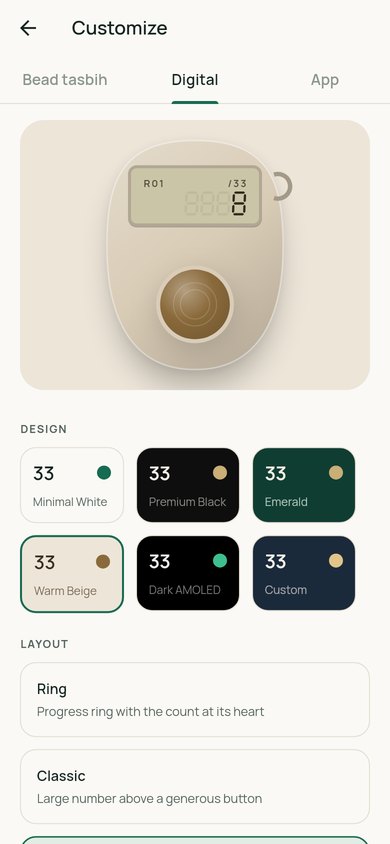 Customize
Bead tasbih Digital App
R01 /33
8
DESIGN
33
Minimal White
33
Premium Black
33
Emerald
33
Warm Beige
33
Dark AMOLED
33
Custom
LAYOUT
Ring
Progress ring with the count at its heart
Classic
Large number above a generous button